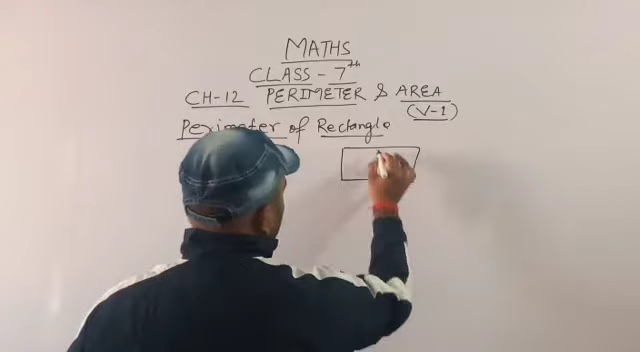 MATHS
CLASS - 7th
CH-12 PERIMETER & AREA
(V-1)
Perimeter of Rectangle